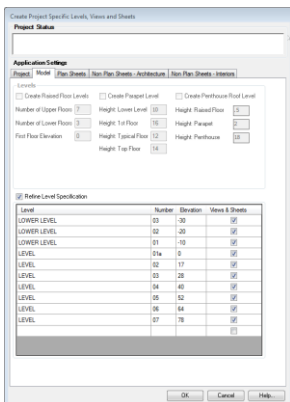 Create Project Specific Levels, Views and Sheets
Project Status
Application Settings
Project Model Plan Sheets Non Plan Sheets - Architecture Non Plan Sheets - Interiors
Levels
Create Raised Floor Levels Create Parapet Level Create Penthouse Roof Level
Number of Upper Floors 7 Height Lower Level 10 Height Raised Floor .5
Number of Lower Floors 3 Height 1st Floor 16 Height Parapet 2
First Floor Elevation 0 Height Typical Floor 12 Height Penthouse 18
Height Top Floor 14
Refine Level Specification
Level Number Elevation Views & Sheets
LOWER LEVEL 03 -30
LOWER LEVEL 02 -20
LOWER LEVEL 01 -10
LEVEL 01a 0
LEVEL 02 17
LEVEL 03 28
LEVEL 04 40
LEVEL 05 52
LEVEL 06 64
LEVEL 07 78
OK Cancel Help...